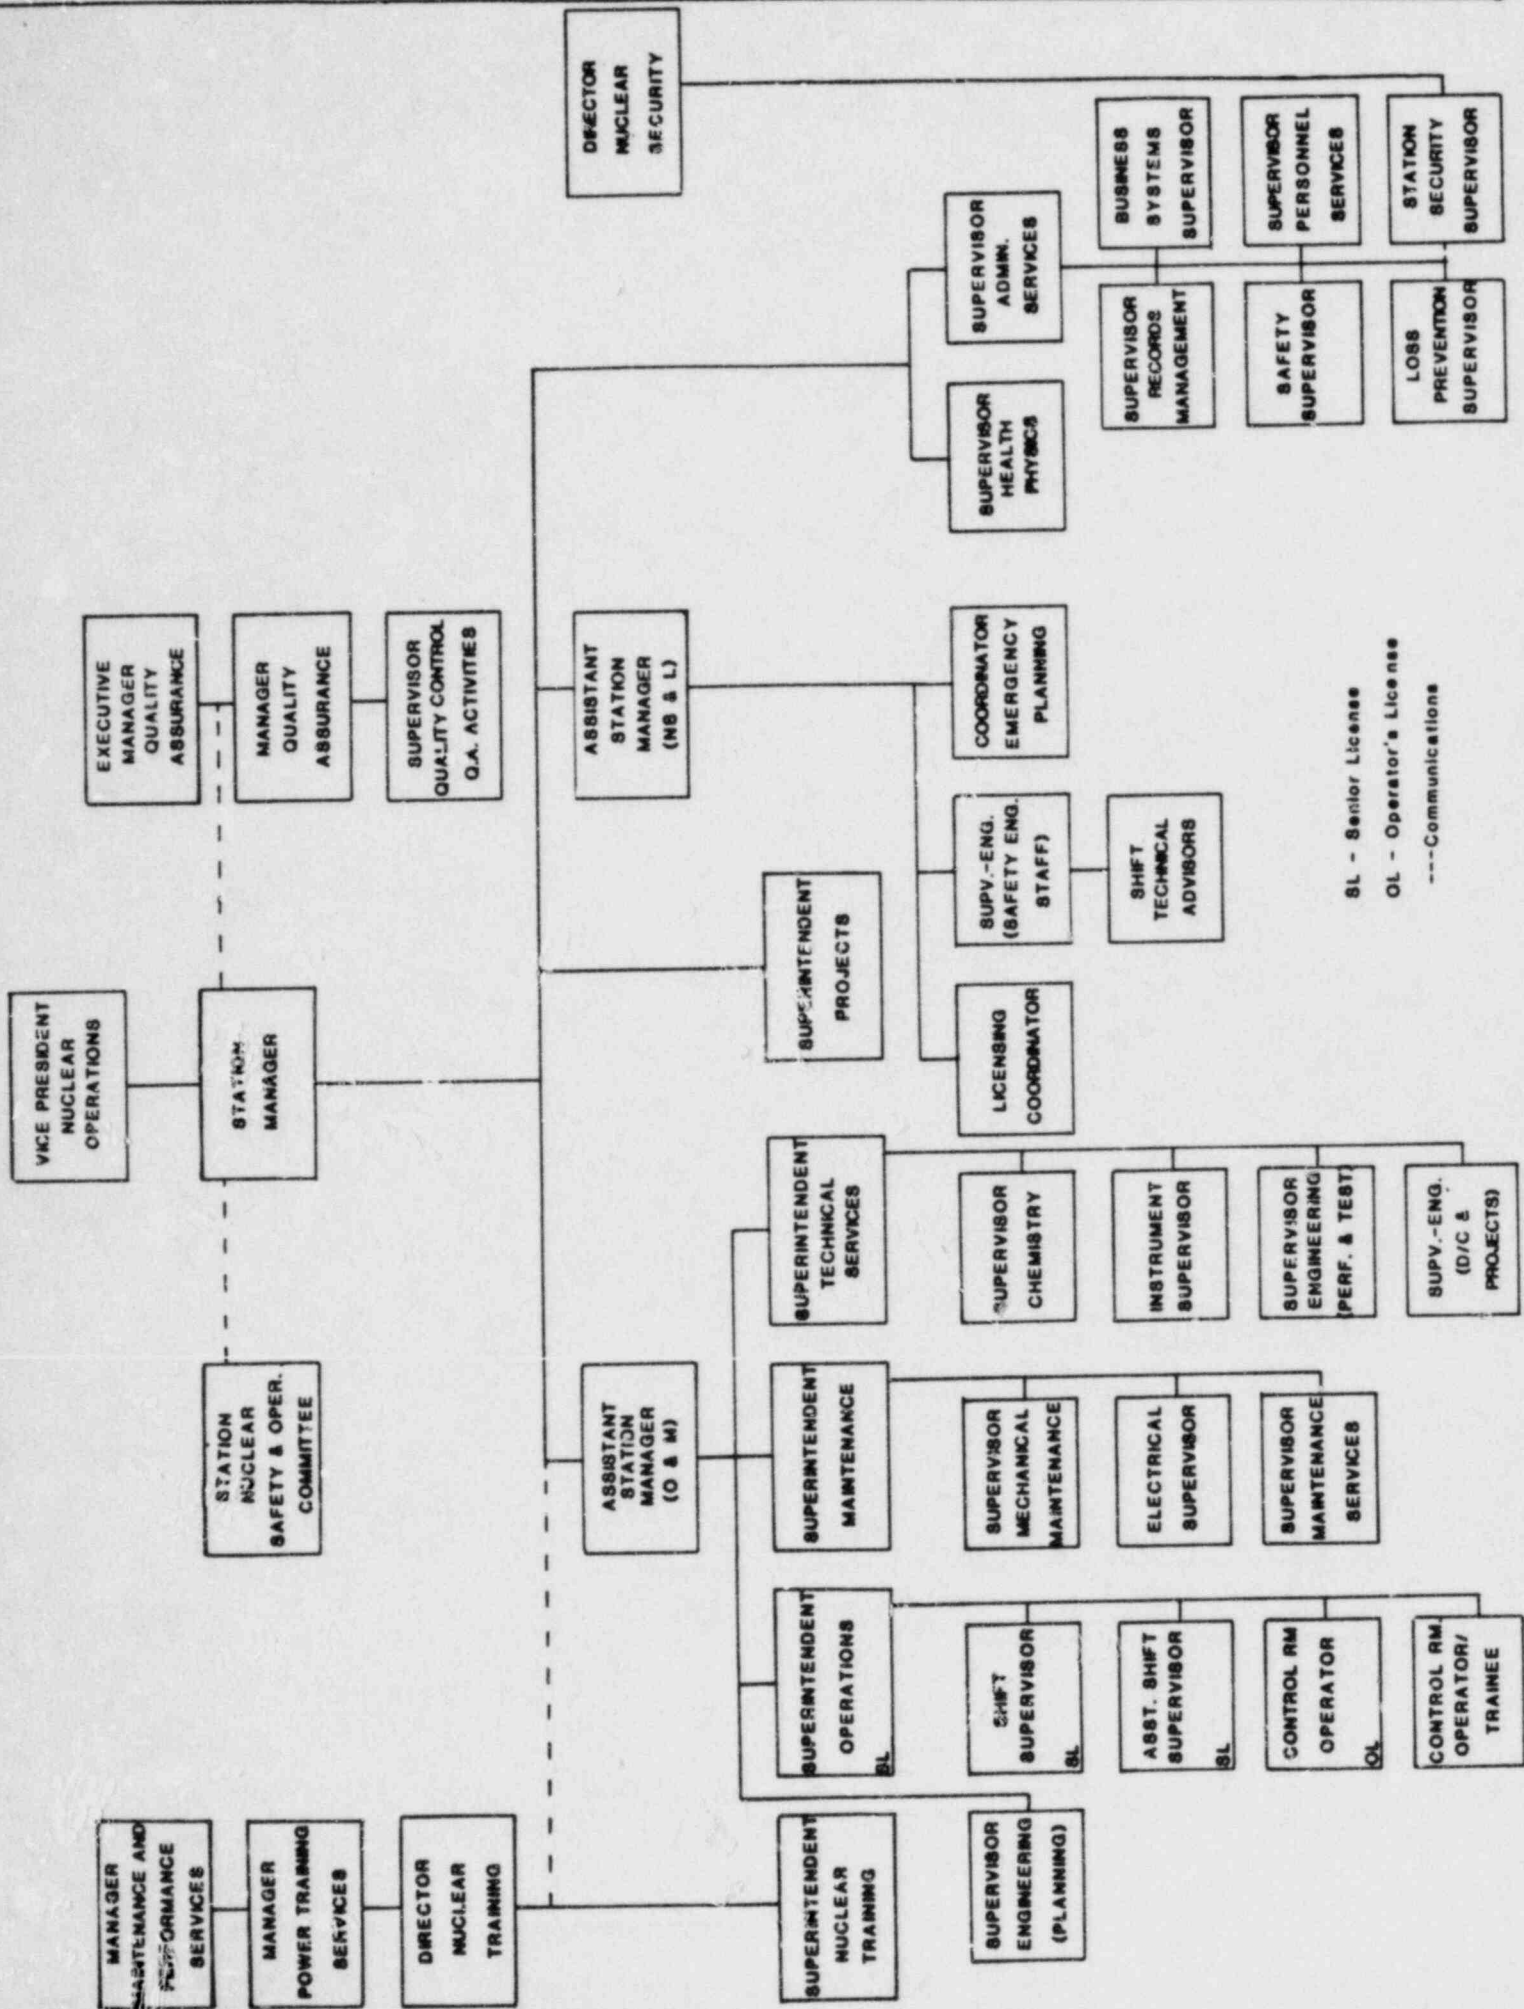 VICE PRESIDENT
NUCLEAR
OPERATIONS
STATION
MANAGER
STATION
NUCLEAR
SAFETY & OPER.
COMMITTEE
EXECUTIVE
MANAGER
QUALITY
ASSURANCE
MANAGER
QUALITY
ASSURANCE
SUPERVISOR
QUALITY CONTROL
Q.A. ACTIVITIES
MANAGER
MAINTENANCE AND
PERFORMANCE
SERVICES
MANAGER
POWER TRAINING
SERVICES
DIRECTOR
NUCLEAR
TRAINING
SUPERINTENDENT
NUCLEAR
TRAINING
ASSISTANT
STATION
MANAGER
(O & M)
ASSISTANT
STATION
MANAGER
(NS & L)
DIRECTOR
NUCLEAR
SECURITY
SUPERINTENDENT
OPERATIONS
SL
SUPERINTENDENT
MAINTENANCE
SUPERINTENDENT
TECHNICAL
SERVICES
SUPERINTENDENT
PROJECTS
SUPERVISOR
ENGINEERING
(PLANNING)
SHIFT
SUPERVISOR
SL
ASST. SHIFT
SUPERVISOR
SL
CONTROL RM
OPERATOR
OL
CONTROL RM.
OPERATOR/
TRAINEE
SUPERVISOR
MECHANICAL
MAINTENANCE
ELECTRICAL
SUPERVISOR
SUPERVISOR
MAINTENANCE
SERVICES
SUPERVISOR
CHEMISTRY
INSTRUMENT
SUPERVISOR
SUPERVISOR
ENGINEERING
(PERF. & TEST)
SUPV.-ENG.
(D/C &
PROJECTS)
LICENSING
COORDINATOR
SUPV.-ENG.
(SAFETY ENG.
STAFF)
SHIFT
TECHNICAL
ADVISORS
COORDINATOR
EMERGENCY
PLANNING
SUPERVISOR
HEALTH
PHYSICS
SUPERVISOR
ADMIN.
SERVICES
SUPERVISOR
RECORDS
MANAGEMENT
BUSINESS
SYSTEMS
SUPERVISOR
SAFETY
SUPERVISOR
SUPERVISOR
PERSONNEL
SERVICES
LOSS
PREVENTION
SUPERVISOR
STATION
SECURITY
SUPERVISOR
SL - Senior License
OL - Operator's License
---Communications